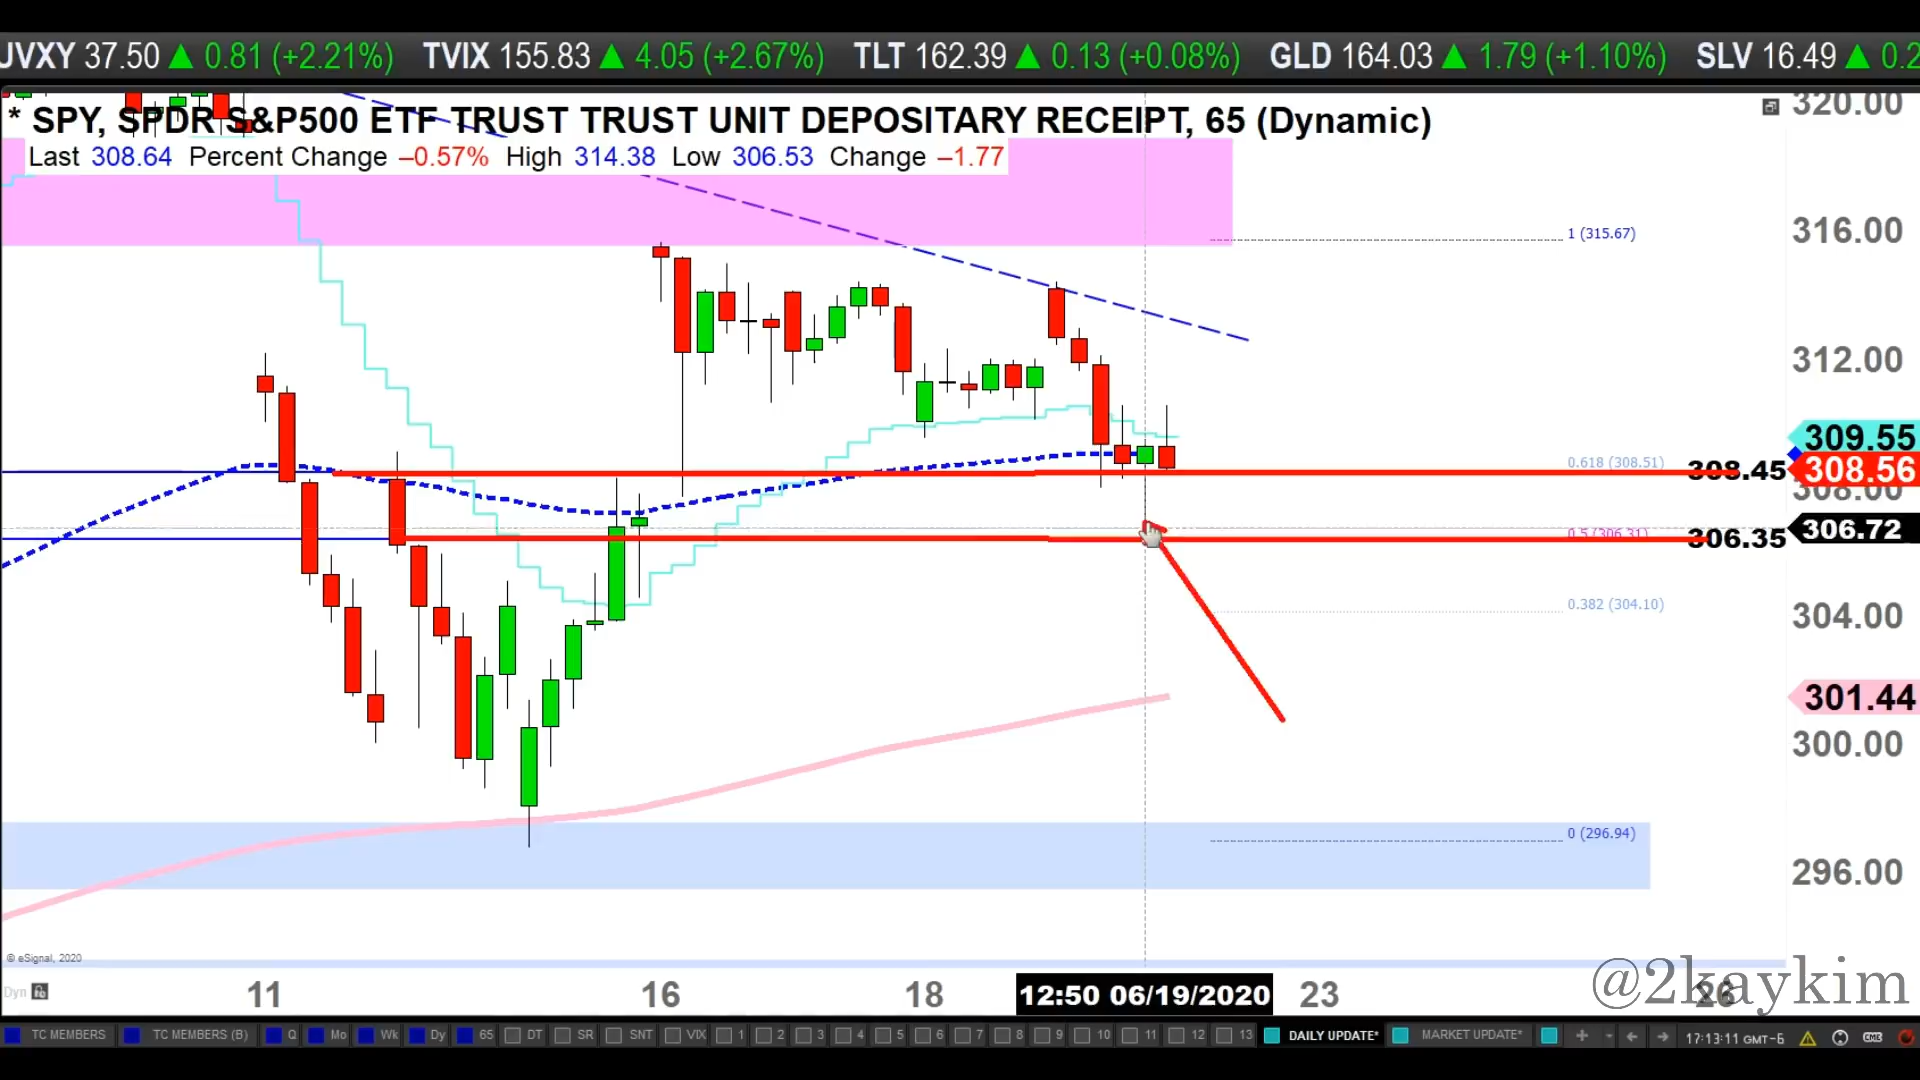 UVXY 37.50 ▲ 0.81 (+2.21%) TVIX 155.83 ▲ 4.05 (+2.67%) TLT 162.39 ▲ 0.13 (+0.08%) GLD 164.03 ▲ 1.79 (+1.10%) SLV 16.49 ▲ 0.2
* SPY, SPDR S&P500 ETF TRUST TRUST UNIT DEPOSITARY RECEIPT, 65 (Dynamic)
Last 308.64 Percent Change –0.57% High 314.38 Low 306.53 Change –1.77
320.00
1 (315.67)
316.00
312.00
309.55
0.618 (308.51)
308.45
308.56
308.00
306.72
0.5 (306.31)
306.35
0.382 (304.10)
304.00
301.44
300.00
0 (296.94)
296.00
© eSignal, 2020
@2kaykim
Dyn
11 16 18 12:50 06/19/2020 23 26
TC MEMBERS TC MEMBERS (B) Q Mo Wk Dy 65 DT SR SNT VIX 1 2 3 4 5 6 7 8 9 10 11 12 13 DAILY UPDATE* MARKET UPDATE* 17:13:11 GMT-6 CME